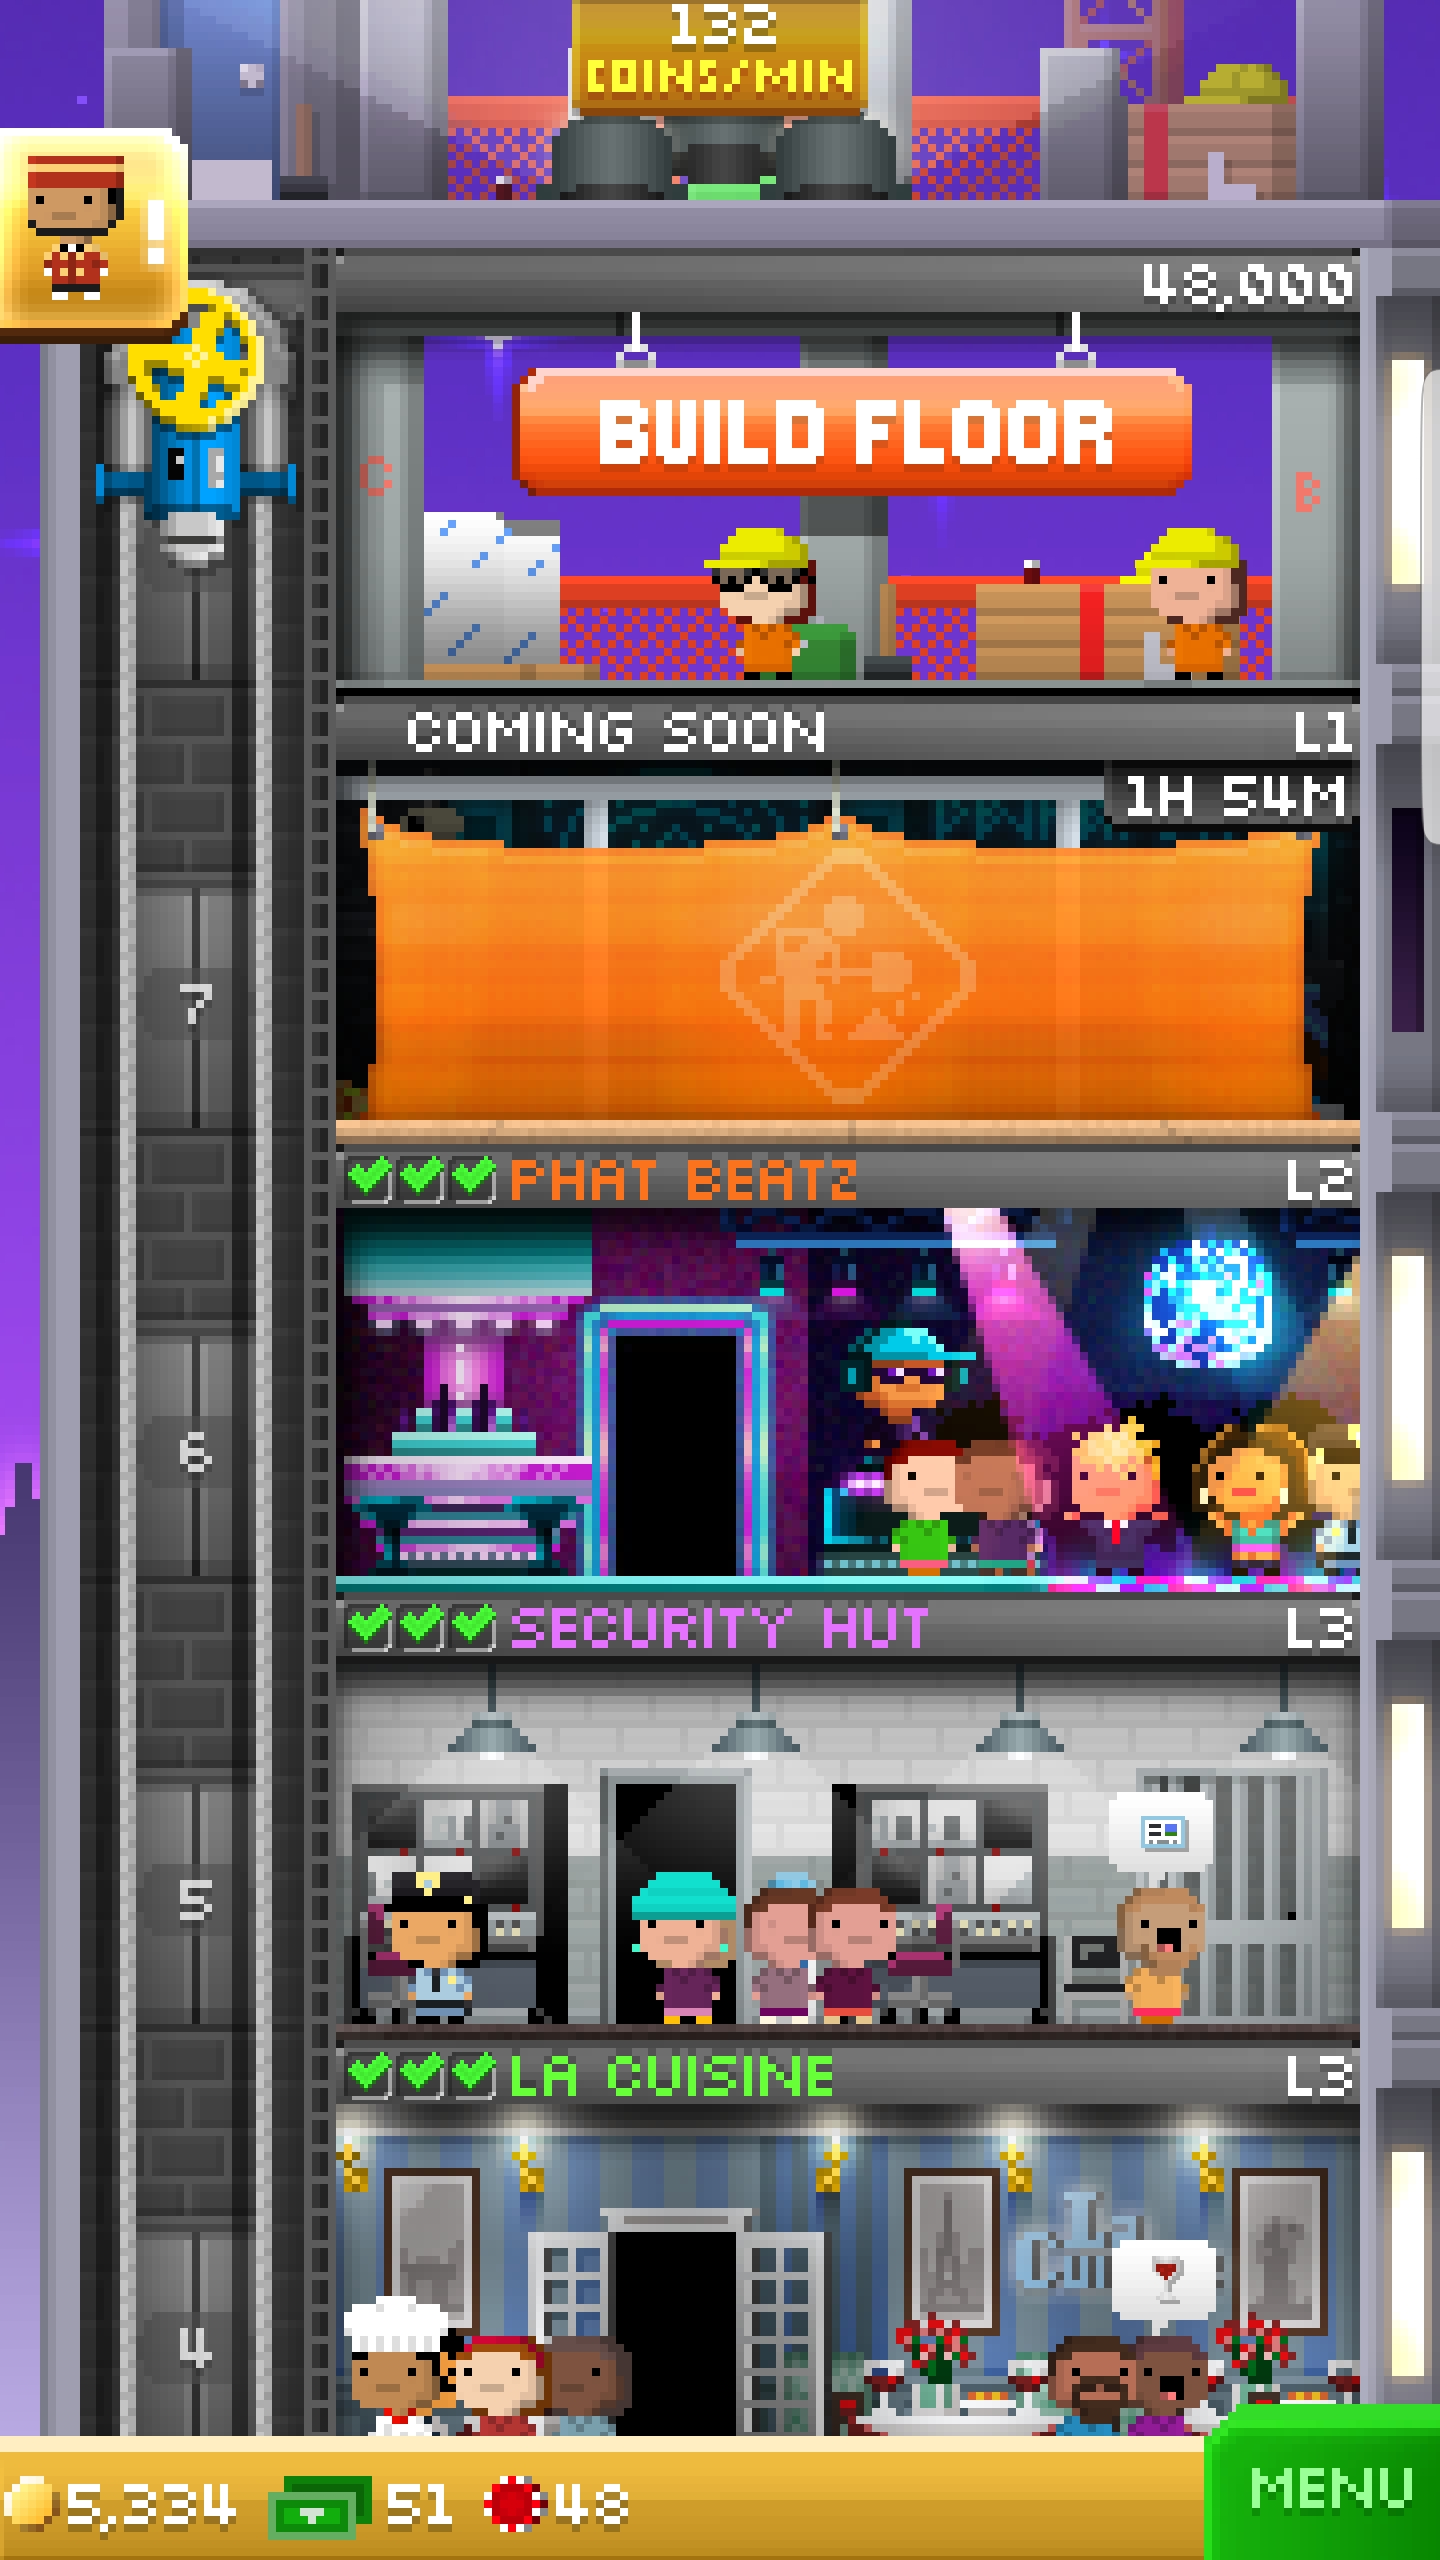 132
COINS/MIN
!
48,000
BUILD FLOOR
C
B
COMING SOON L1
1H 54M
7
PHAT BEATZ L2
6
SECURITY HUT L3
5
LA CUISINE L3
La
4
5,334 51 48
MENU